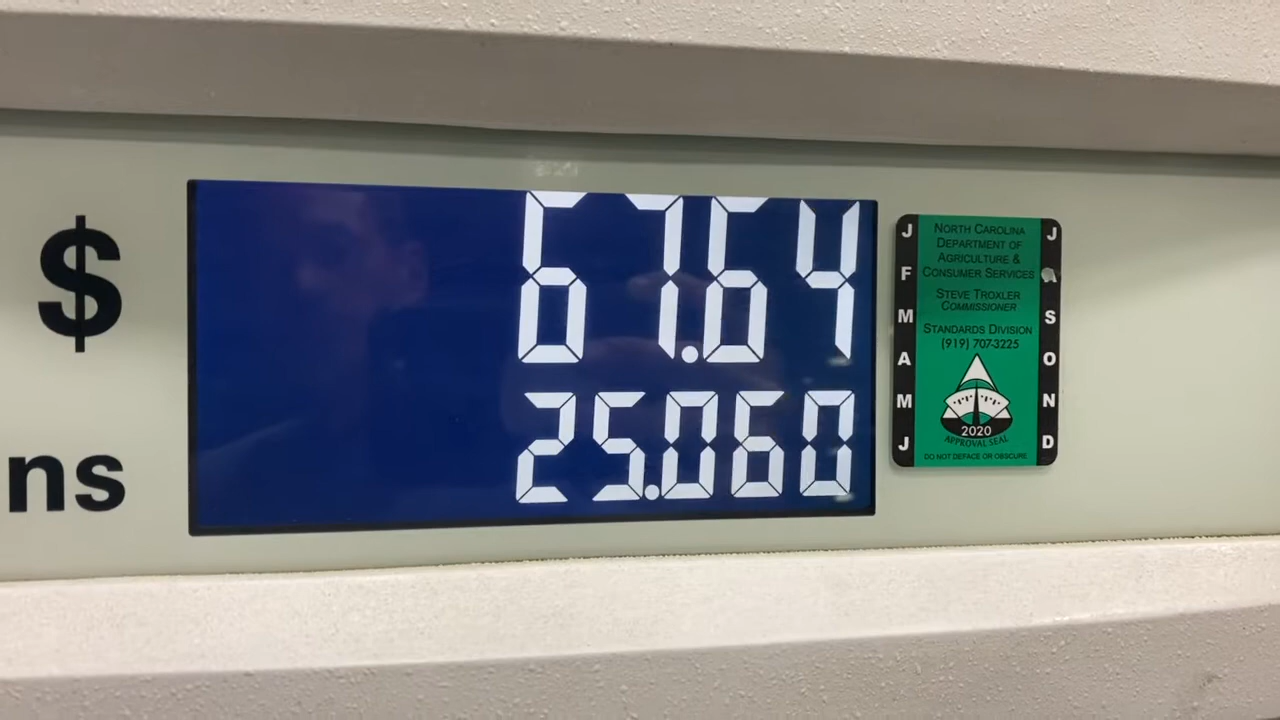 $ 67.64
ns 25.060
J F M A M J
NORTH CAROLINA
DEPARTMENT OF
AGRICULTURE &
CONSUMER SERVICES
STEVE TROXLER
COMMISSIONER
STANDARDS DIVISION
(919) 707-3225
2020
APPROVAL SEAL
DO NOT DEFACE OR OBSCURE
J S O N D